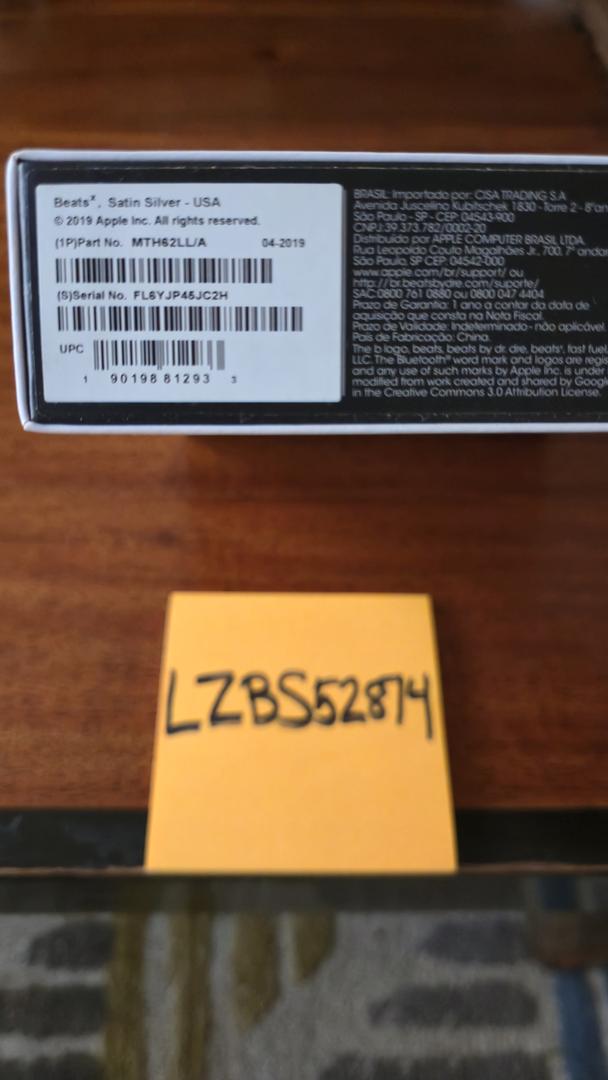 Beatsˣ, Satin Silver - USA
© 2019 Apple Inc. All rights reserved.
(1P)Part No. MTH62LL/A 04-2019
(S)Serial No. FL6YJP45JC2H
UPC
1 90198 81293 3
BRASIL: Importado por: CISA TRADING S.A
Avenida Juscelino Kubitschek 1830 - Torre 2 - 8°an
São Paulo - SP - CEP: 04543-900
CNPJ:39.373.782/0002-20
Distribuído por APPLE COMPUTER BRASIL LTDA.
Rua Leopoldo Couto Magalhães Jr., 700, 7° andar
São Paulo, SP CEP 04542-000
www.apple.com/br/support/ ou
http://br.beatsbydre.com/suporte/
SAC:0800 761 0880 ou 0800 047 4404
Prazo de Garantia: 1 ano a contar da data de
aquisição que consta na Nota Fiscal.
Prazo de Validade: Indeterminado - não aplicável
País de Fabricação: China.
The b logo, beats, beats by dr. dre, beatsˣ, fast fuel
LLC. The Bluetooth® word mark and logos are regis
and any use of such marks by Apple Inc. is under
modified from work created and shared by Google
in the Creative Commons 3.0 Attribution License.
LZBS52874